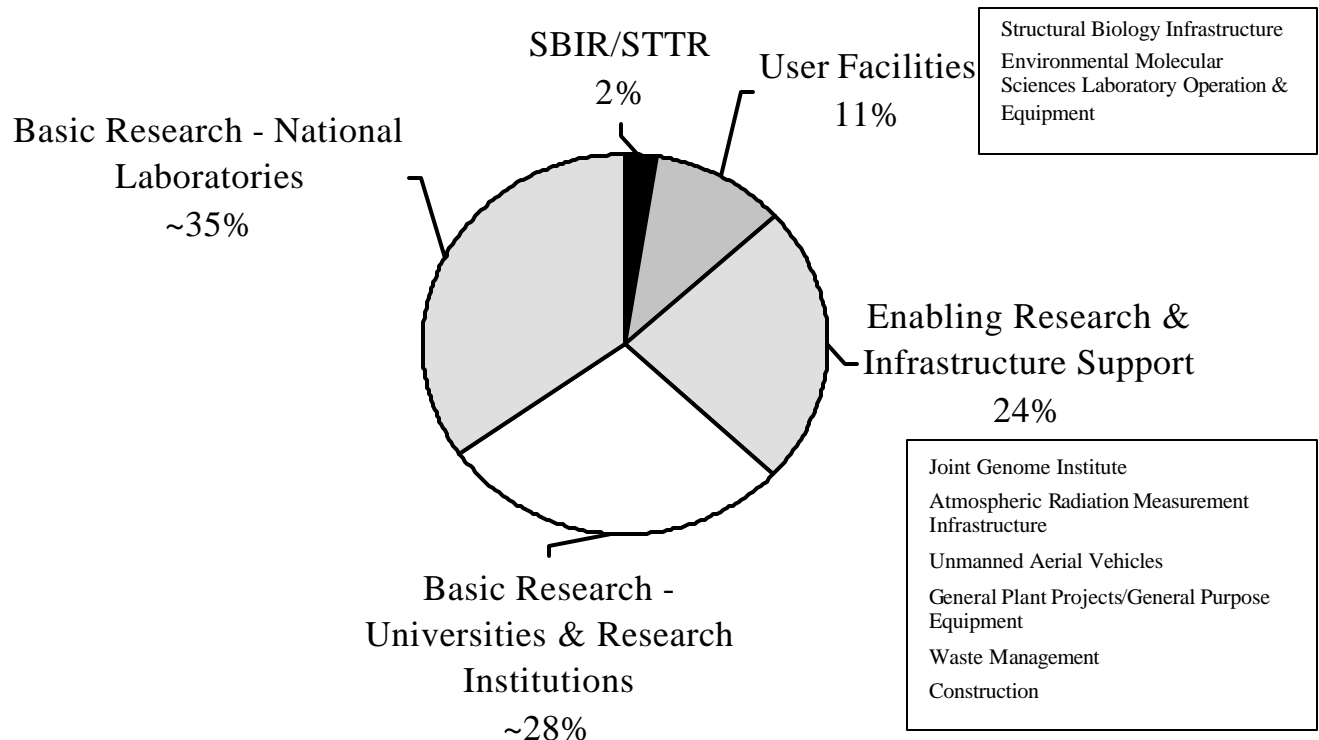 SBIR/STTR
2%
User Facilities
11%
Structural Biology Infrastructure
Environmental Molecular
Sciences Laboratory Operation &
Equipment
Basic Research - National
Laboratories
~35%
Enabling Research &
Infrastructure Support
24%
Joint Genome Institute
Atmospheric Radiation Measurement
Infrastructure
Unmanned Aerial Vehicles
General Plant Projects/General Purpose
Equipment
Waste Management
Construction
Basic Research -
Universities & Research
Institutions
~28%